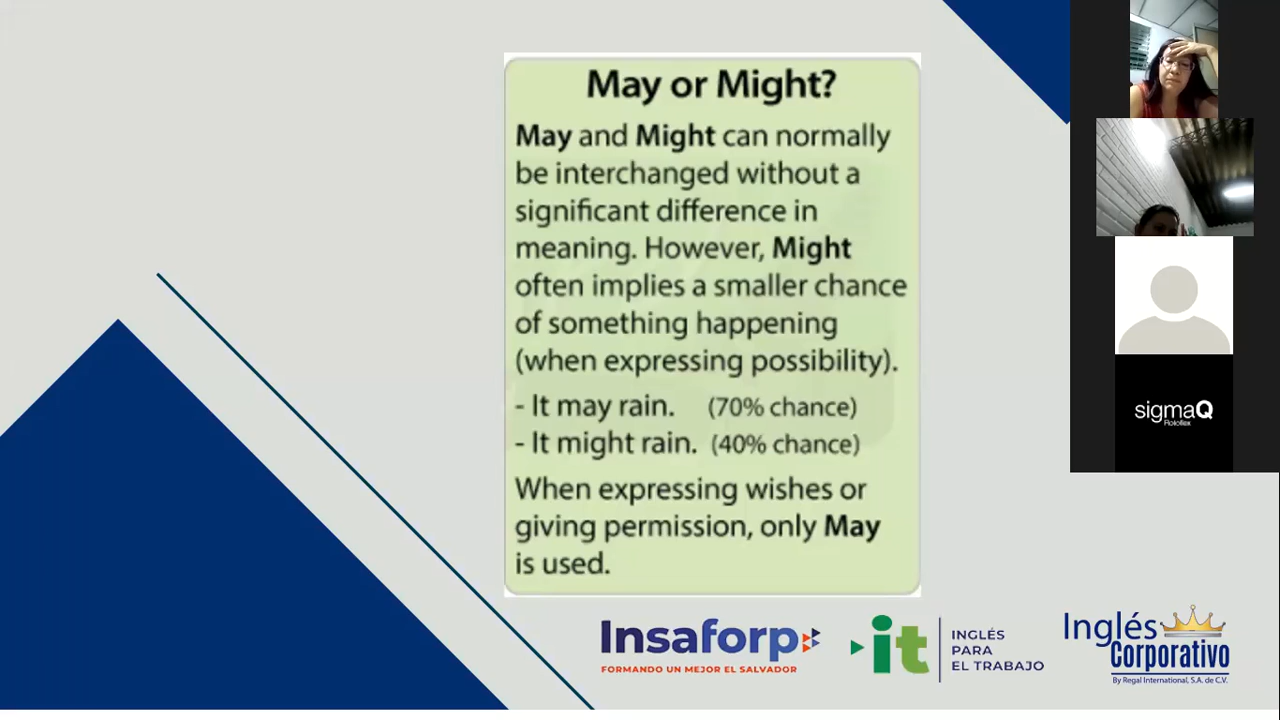 May or Might?
May and Might can normally
be interchanged without a
significant difference in
meaning. However, Might
often implies a smaller chance
of something happening
(when expressing possibility).
- It may rain. (70% chance)
- It might rain. (40% chance)
When expressing wishes or
giving permission, only May
is used.
Insaforp
FORMANDO UN MEJOR EL SALVADOR
it
INGLÉS
PARA
EL TRABAJO
Inglés
Corporativo
By Regal International, S.A. de C.V.
sigmaQ